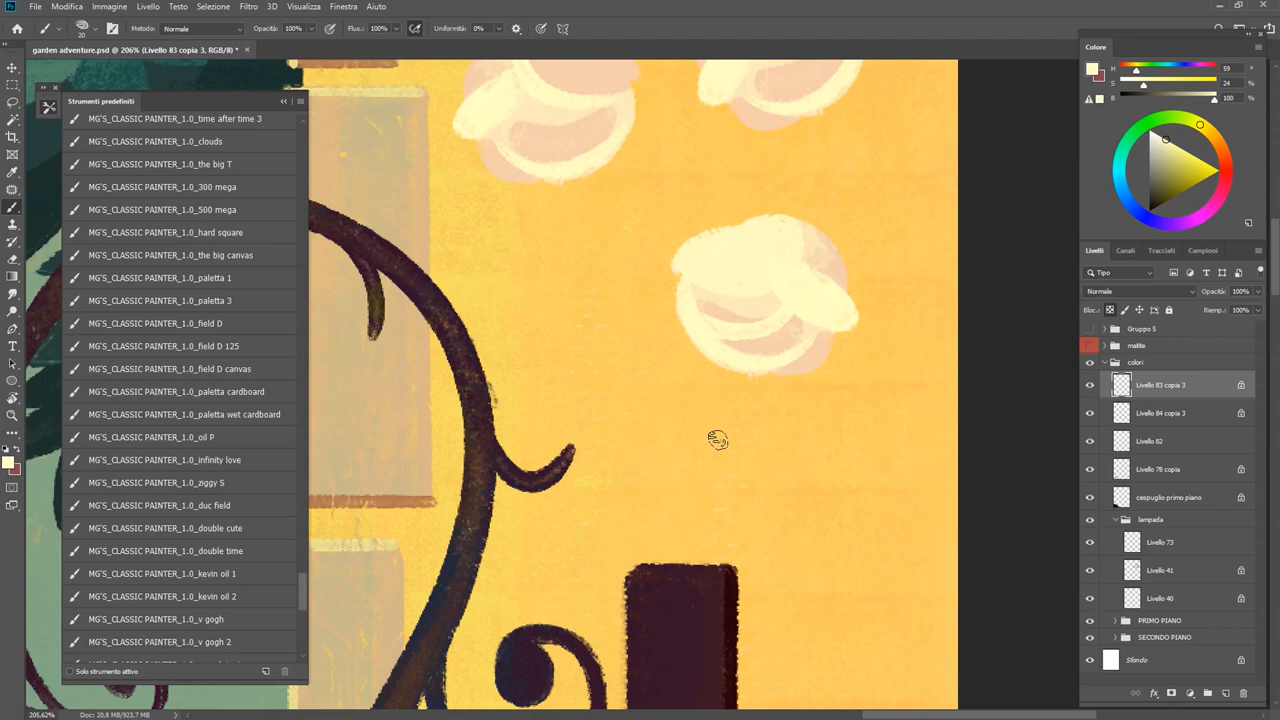 File Modifica Immagine Livello Testo Selezione Filtro 3D Visualizza Finestra Aiuto
20 Metodo: Normale Opacità: 100% Flus.: 100% Uniformità: 0%
garden adventure.psd @ 206% (Livello 83 copia 3, RGB/8) *
Strumenti predefiniti
MG'S_CLASSIC PAINTER_1.0_time after time 3
MG'S_CLASSIC PAINTER_1.0_clouds
MG'S_CLASSIC PAINTER_1.0_the big T
MG'S_CLASSIC PAINTER_1.0_300 mega
MG'S_CLASSIC PAINTER_1.0_500 mega
MG'S_CLASSIC PAINTER_1.0_hard square
MG'S_CLASSIC PAINTER_1.0_the big canvas
MG'S_CLASSIC PAINTER_1.0_paletta 1
MG'S_CLASSIC PAINTER_1.0_paletta 3
MG'S_CLASSIC PAINTER_1.0_field D
MG'S_CLASSIC PAINTER_1.0_field D 125
MG'S_CLASSIC PAINTER_1.0_field D canvas
MG'S_CLASSIC PAINTER_1.0_paletta cardboard
MG'S_CLASSIC PAINTER_1.0_paletta wet cardboard
MG'S_CLASSIC PAINTER_1.0_oil P
MG'S_CLASSIC PAINTER_1.0_infinity love
MG'S_CLASSIC PAINTER_1.0_ziggy S
MG'S_CLASSIC PAINTER_1.0_duc field
MG'S_CLASSIC PAINTER_1.0_double cute
MG'S_CLASSIC PAINTER_1.0_double time
MG'S_CLASSIC PAINTER_1.0_kevin oil 1
MG'S_CLASSIC PAINTER_1.0_kevin oil 2
MG'S_CLASSIC PAINTER_1.0_v gogh
MG'S_CLASSIC PAINTER_1.0_v gogh 2
Solo strumento attivo
205,62% Doc: 20,8 MB/923,7 MB
Colore
H 59 °
S 24 %
B 100 %
Livelli Canali Tracciati Campioni
Tipo
Normale Opacità: 100%
Bloc.: Riemp.: 100%
Gruppo 5
matite
colori
Livello 83 copia 3
Livello 84 copia 3
Livello 82
Livello 78 copia
cespuglio primo piano
lampada
Livello 73
Livello 41
Livello 40
PRIMO PIANO
SECONDO PIANO
Sfondo